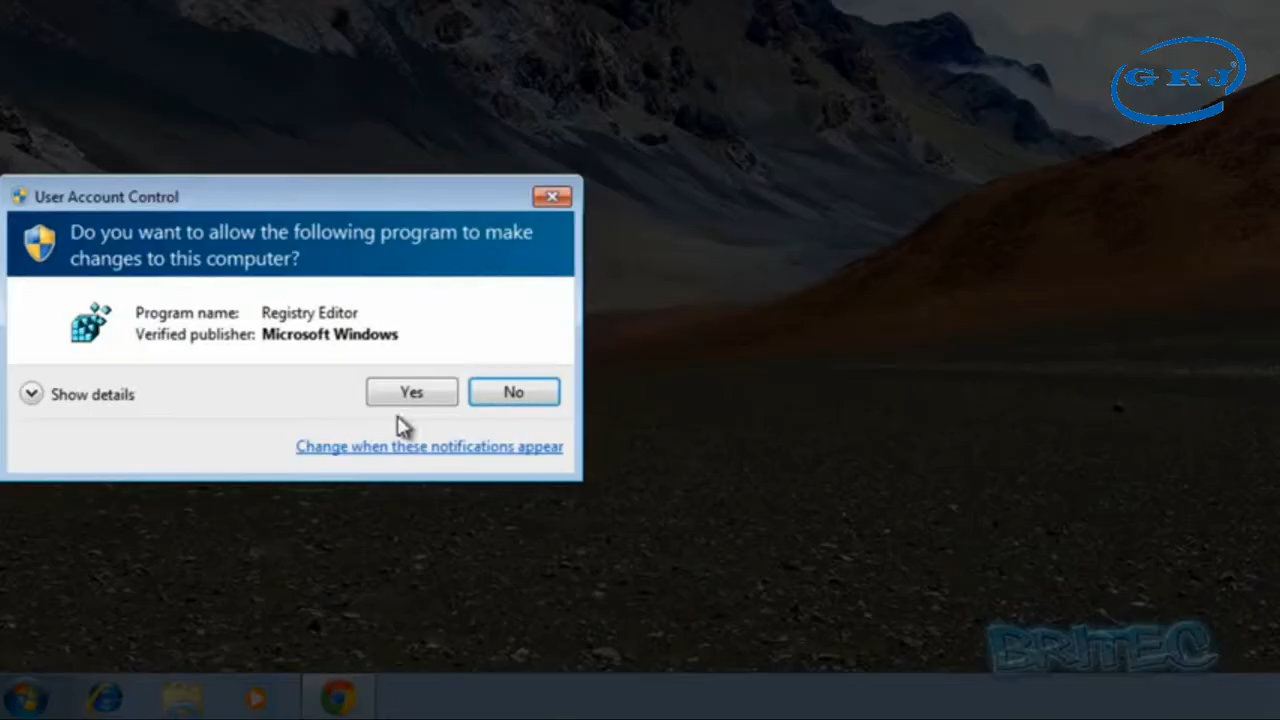 GRJ
User Account Control
Do you want to allow the following program to make
changes to this computer?
Program name: Registry Editor
Verified publisher: Microsoft Windows
Show details
Yes
No
Change when these notifications appear
BRITEC